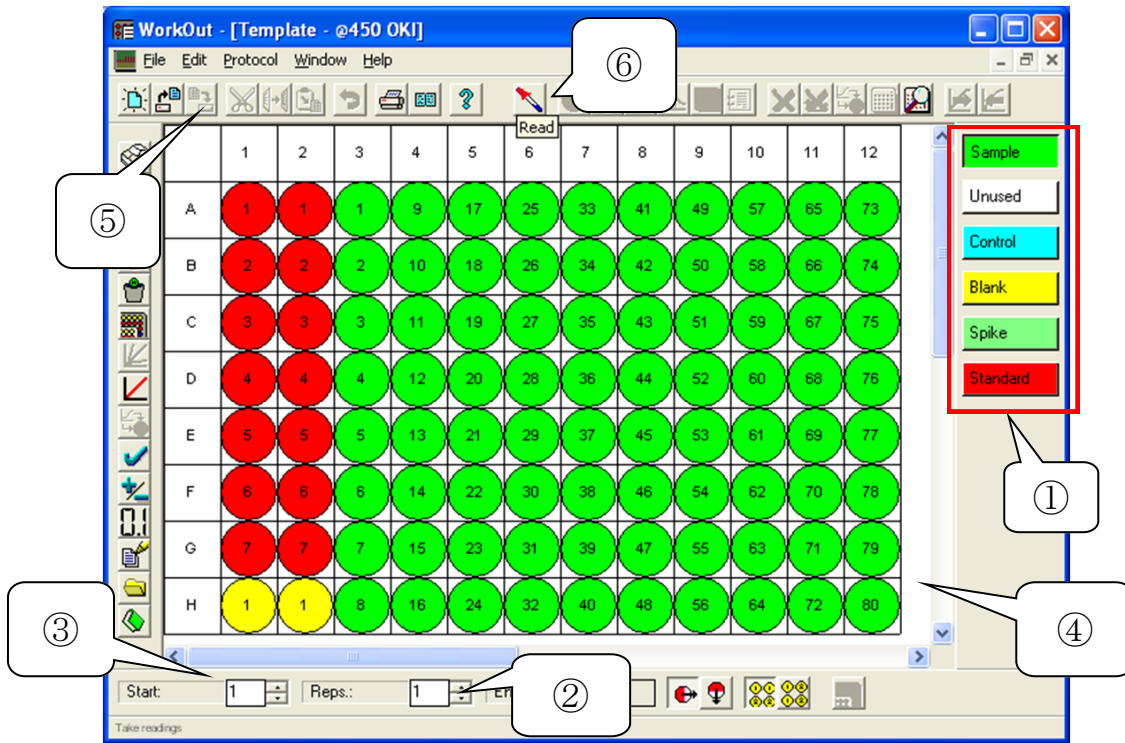 WorkOut - [Template - @450 OKI]
File Edit Protocol Window Help
⑥
Read
1 2 3 4 5 6 7 8 9 10 11 12
A 1 1 1 9 17 25 33 41 49 57 65 73
B 2 2 2 10 18 26 34 42 50 58 66 74
C 3 3 3 11 19 27 35 43 51 59 67 75
D 4 4 4 12 20 28 36 44 52 60 68 76
E 5 5 5 13 21 29 37 45 53 61 69 77
F 6 6 6 14 22 30 38 46 54 62 70 78
G 7 7 7 15 23 31 39 47 55 63 71 79
H 1 1 8 16 24 32 40 48 56 64 72 80
Sample
Unused
Control
Blank
Spike
Standard
⑤
①
③
④
②
Start: 1 Reps.: 1
Take readings